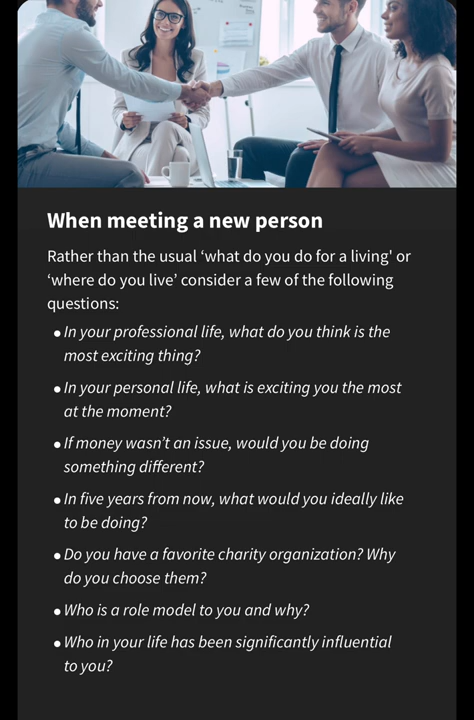 When meeting a new person
Rather than the usual ‘what do you do for a living' or
‘where do you live’ consider a few of the following
questions:
• In your professional life, what do you think is the
most exciting thing?
• In your personal life, what is exciting you the most
at the moment?
• If money wasn’t an issue, would you be doing
something different?
• In five years from now, what would you ideally like
to be doing?
• Do you have a favorite charity organization? Why
do you choose them?
• Who is a role model to you and why?
• Who in your life has been significantly influential
to you?